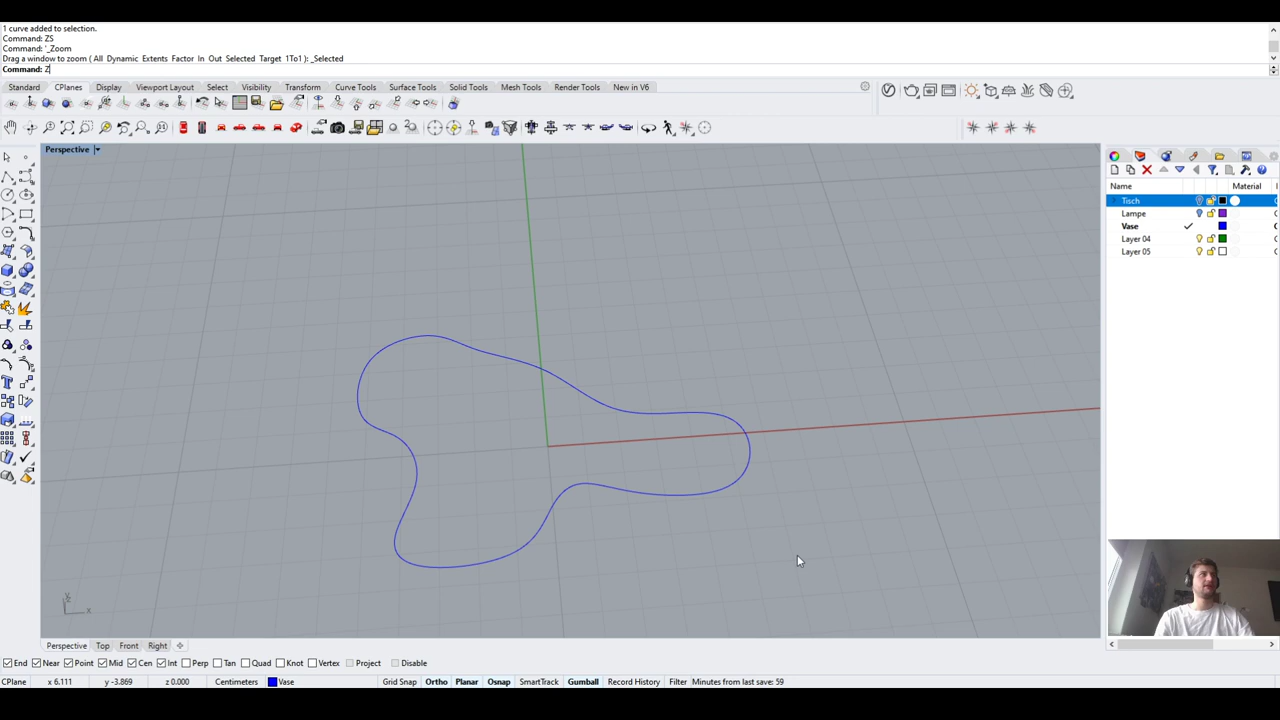 1 curve added to selection.
Command: ZS
Command: '_Zoom
Drag a window to zoom ( All Dynamic Extents Factor In Out Selected Target 1To1 ): _Selected
Command: Z
Standard CPlanes Display Viewport Layout Select Visibility Transform Curve Tools Surface Tools Solid Tools Mesh Tools Render Tools New in V6
Perspective
Name Material
Tisch
Lampe
Vase
Layer 04
Layer 05
y
x
Perspective Top Front Right
End Near Point Mid Cen Int Perp Tan Quad Knot Vertex Project Disable
CPlane x 6.111 y -3.869 z 0.000 Centimeters Vase Grid Snap Ortho Planar Osnap SmartTrack Gumball Record History Filter Minutes from last save: 59